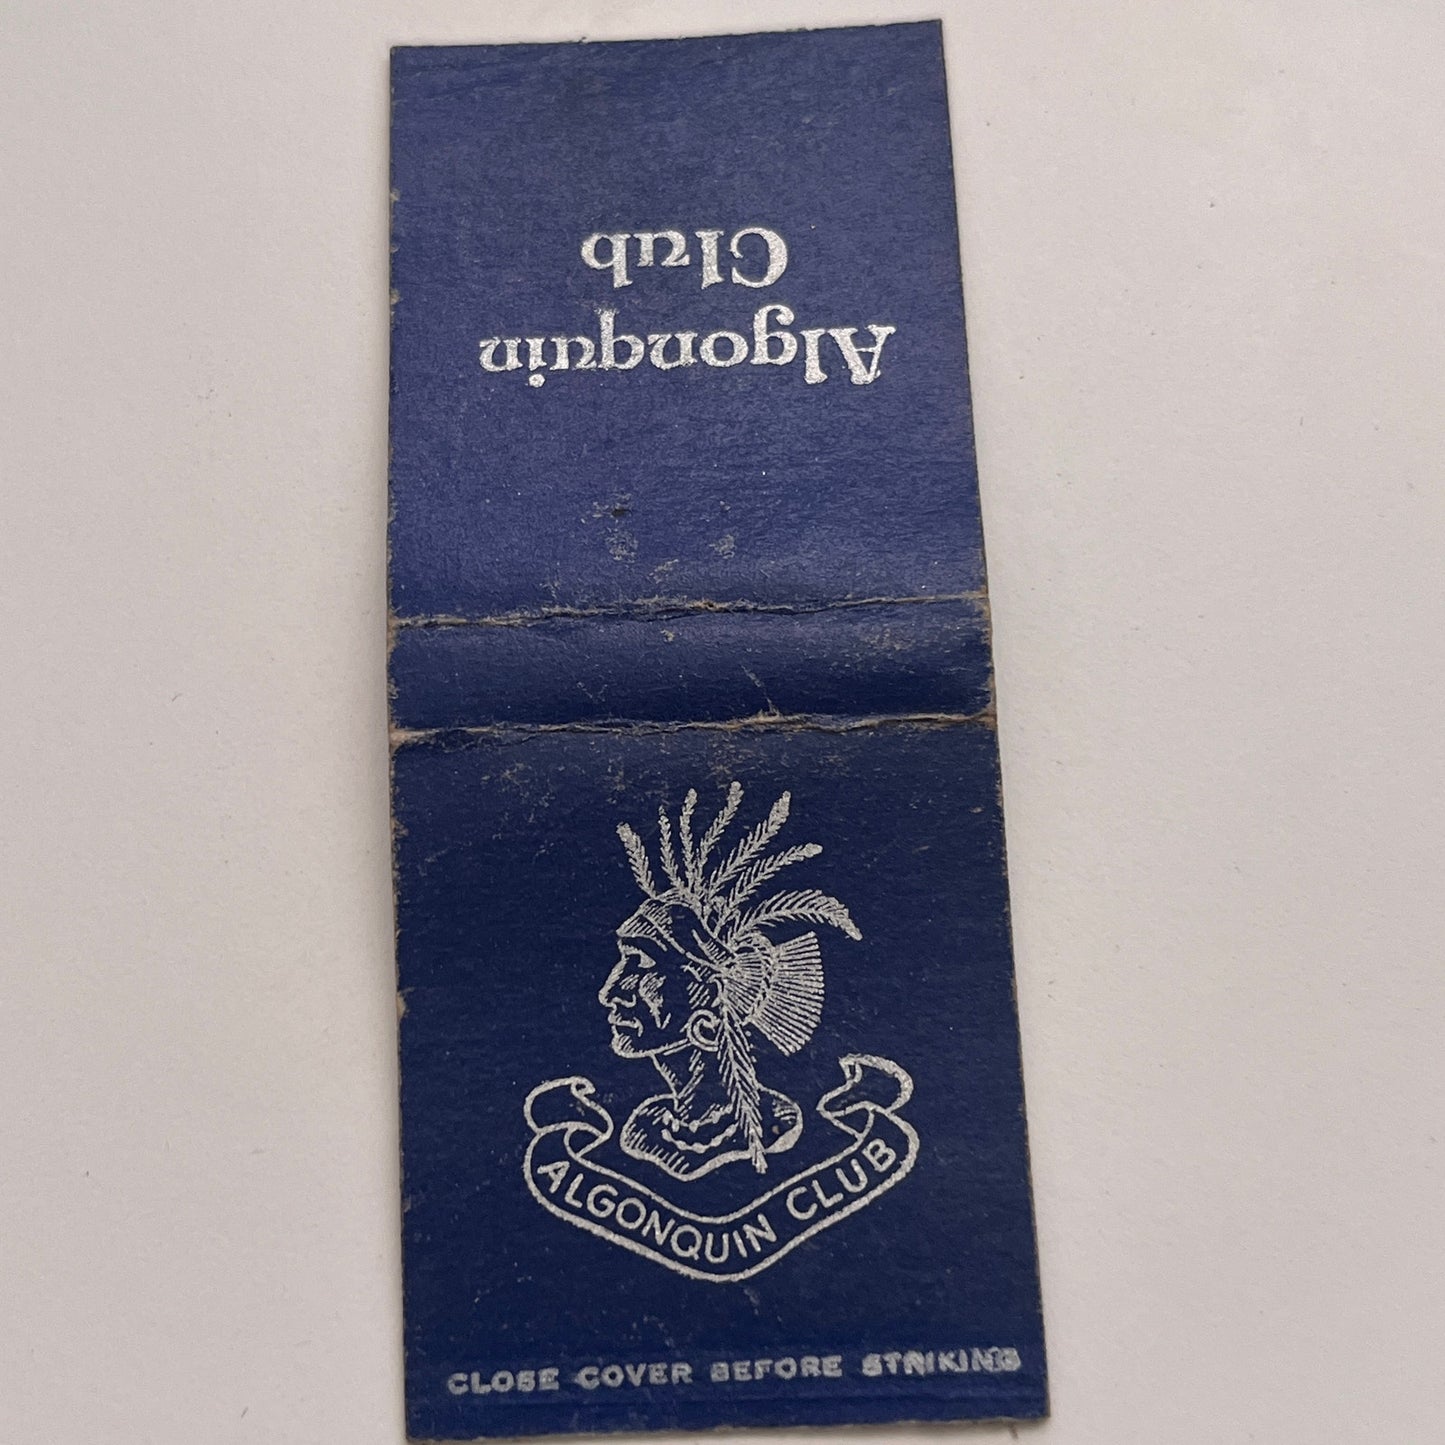 Algonquin
Club
ALGONQUIN CLUB
CLOSE COVER BEFORE STRIKING